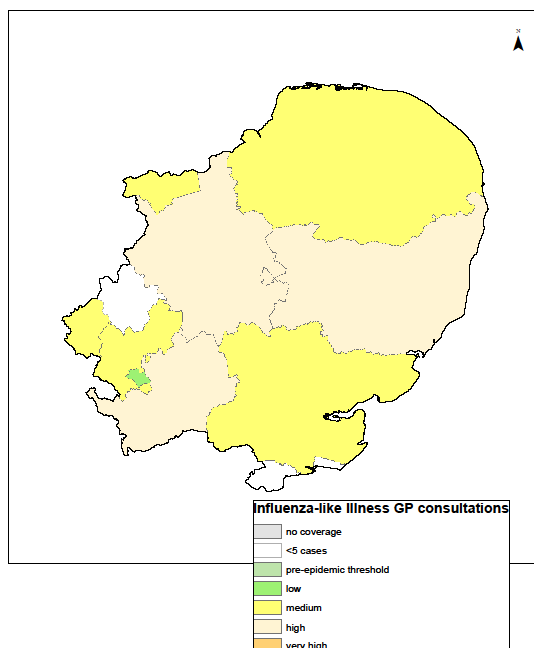 N
Influenza-like Illness GP consultations
no coverage
<5 cases
pre-epidemic threshold
low
medium
high
very high